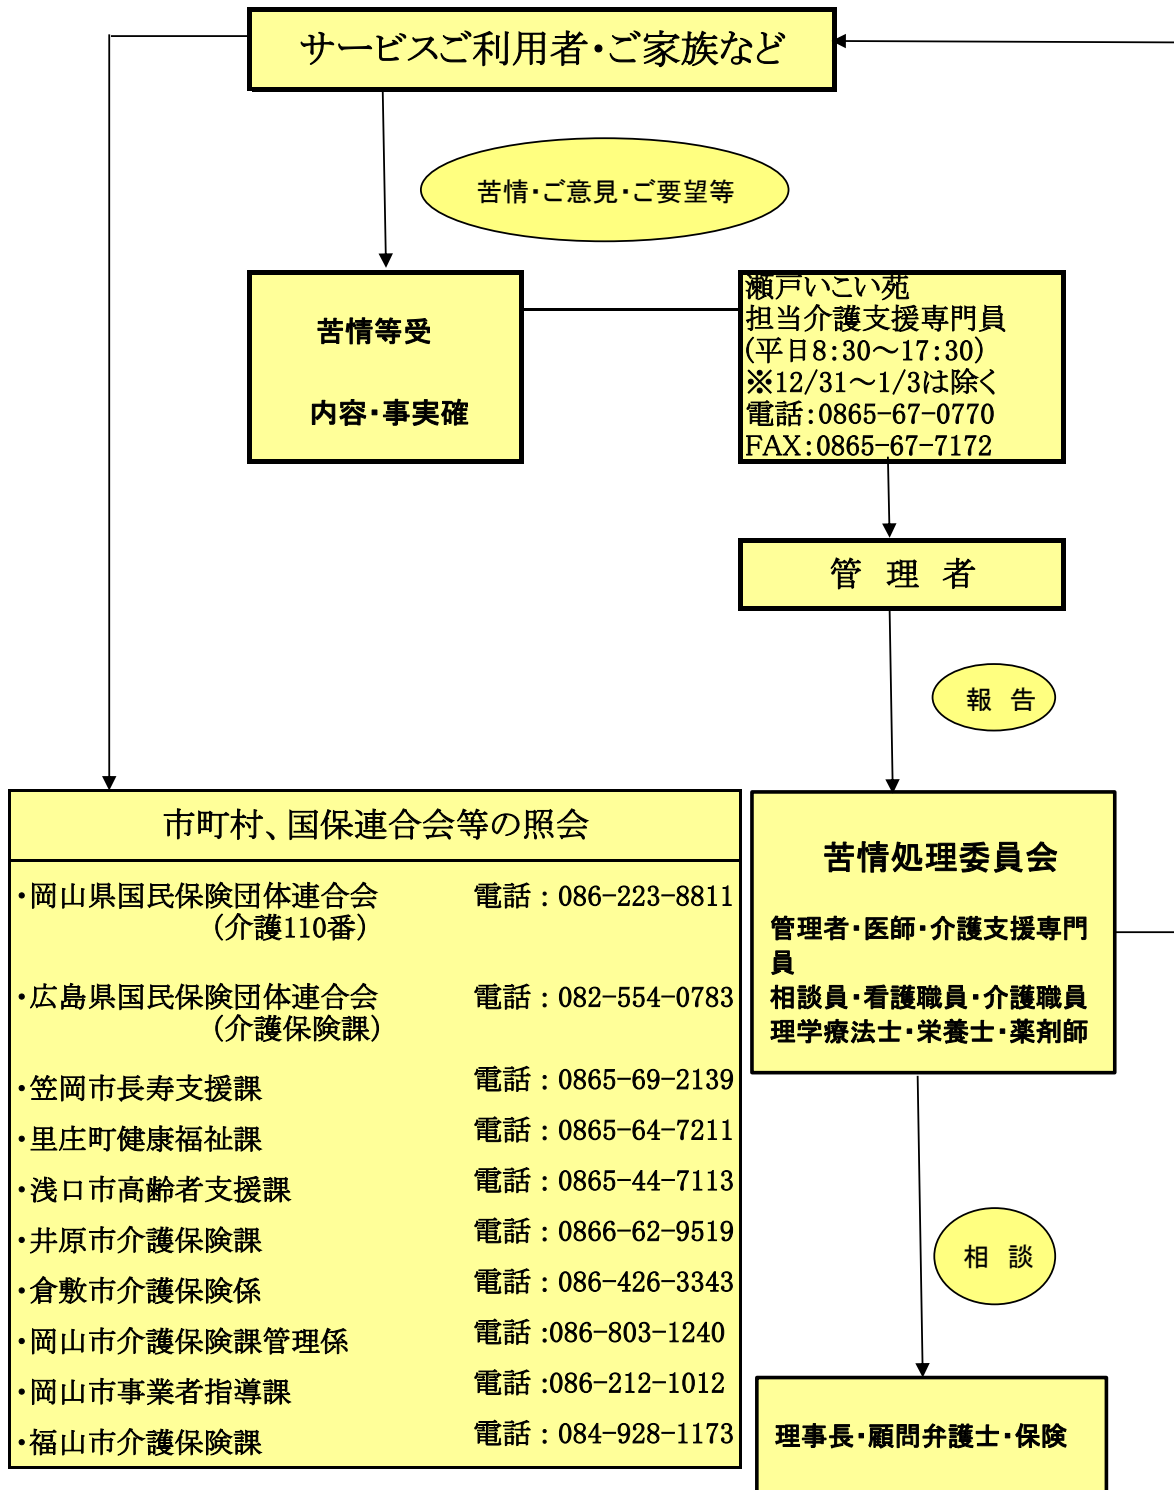 サービスご利用者・ご家族など
苦情・ご意見・ご要望等
苦情等受
内容・事実確
瀬戸いこい苑
担当介護支援専門員
(平日8:30～17:30)
※12/31～1/3は除く
電話:0865-67-0770
FAX:0865-67-7172
管 理 者
報 告
市町村、国保連合会等の照会
・岡山県国民保険団体連合会 電話：086-223-8811
(介護110番)
・広島県国民保険団体連合会 電話：082-554-0783
(介護保険課)
・笠岡市長寿支援課 電話：0865-69-2139
・里庄町健康福祉課 電話：0865-64-7211
・浅口市高齢者支援課 電話：0865-44-7113
・井原市介護保険課 電話：0866-62-9519
・倉敷市介護保険係 電話：086-426-3343
・岡山市介護保険課管理係 電話:086-803-1240
・岡山市事業者指導課 電話:086-212-1012
・福山市介護保険課 電話：084-928-1173
苦情処理委員会
管理者・医師・介護支援専門
員
相談員・看護職員・介護職員
理学療法士・栄養士・薬剤師
相 談
理事長・顧問弁護士・保険